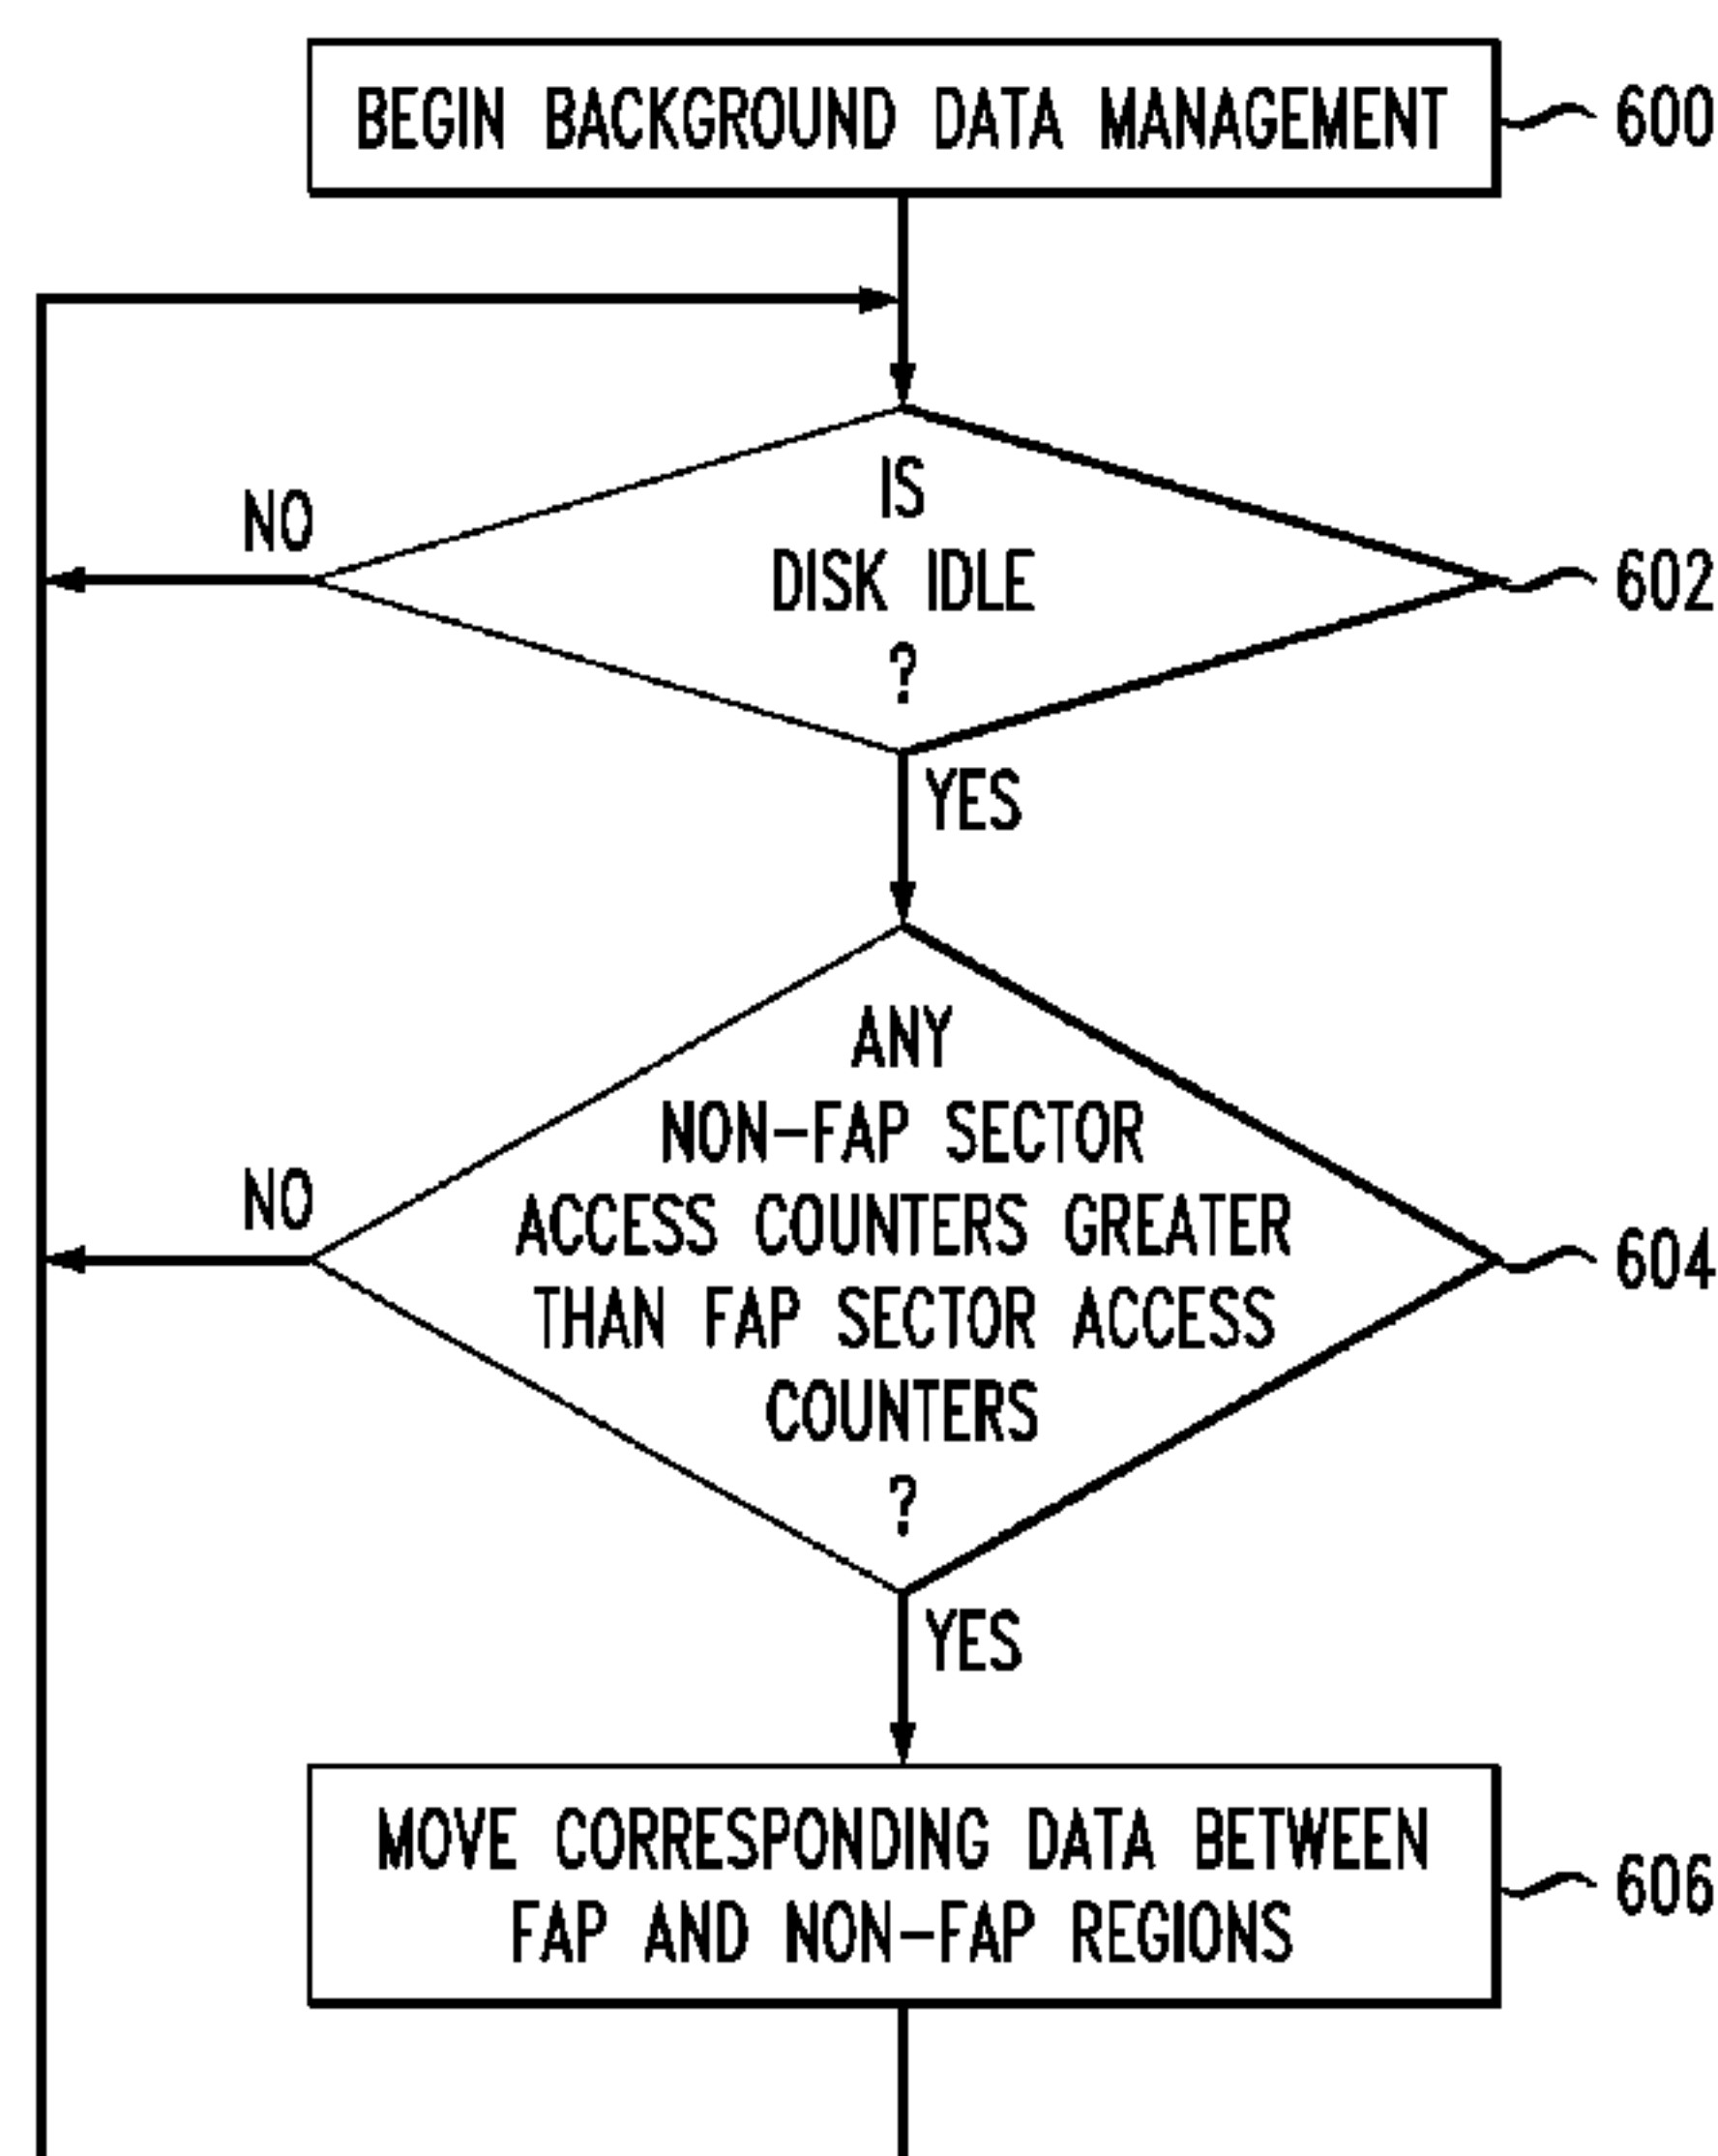 BEGIN BACKGROUND DATA MANAGEMENT
600
IS
DISK IDLE
?
NO
602
YES
ANY
NON-FAP SECTOR
ACCESS COUNTERS GREATER
THAN FAP SECTOR ACCESS
COUNTERS
?
NO
604
YES
MOVE CORRESPONDING DATA BETWEEN
FAP AND NON-FAP REGIONS
606